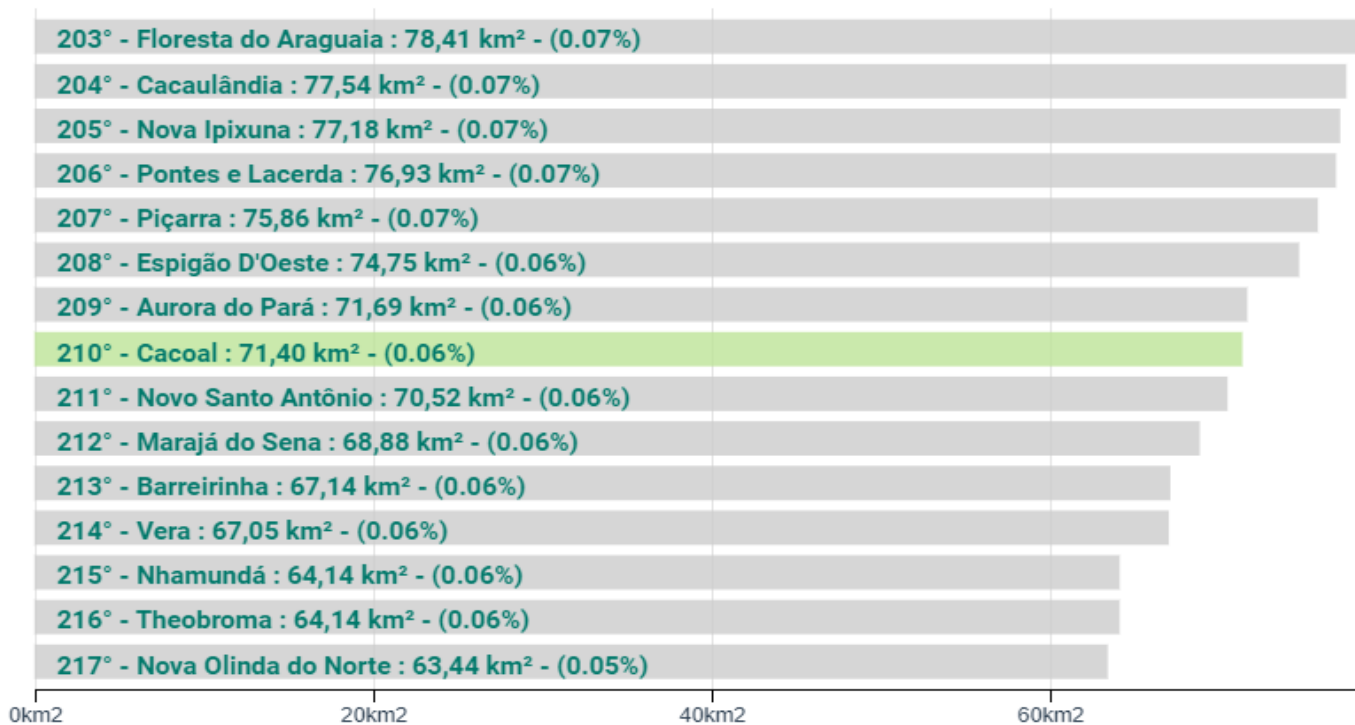 203° - Floresta do Araguaia : 78,41 km² - (0.07%)
204° - Cacaulândia : 77,54 km² - (0.07%)
205° - Nova Ipixuna : 77,18 km² - (0.07%)
206° - Pontes e Lacerda : 76,93 km² - (0.07%)
207° - Piçarra : 75,86 km² - (0.07%)
208° - Espigão D'Oeste : 74,75 km² - (0.06%)
209° - Aurora do Pará : 71,69 km² - (0.06%)
210° - Cacoal : 71,40 km² - (0.06%)
211° - Novo Santo Antônio : 70,52 km² - (0.06%)
212° - Marajá do Sena : 68,88 km² - (0.06%)
213° - Barreirinha : 67,14 km² - (0.06%)
214° - Vera : 67,05 km² - (0.06%)
215° - Nhamundá : 64,14 km² - (0.06%)
216° - Theobroma : 64,14 km² - (0.06%)
217° - Nova Olinda do Norte : 63,44 km² - (0.05%)
0km2 20km2 40km2 60km2